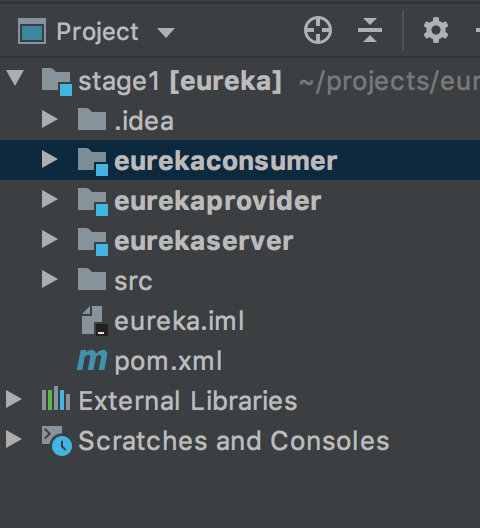 Project
stage1 [eureka] ~/projects/eur
.idea
eurekaconsumer
eurekaprovider
eurekaserver
src
eureka.iml
pom.xml
External Libraries
Scratches and Consoles